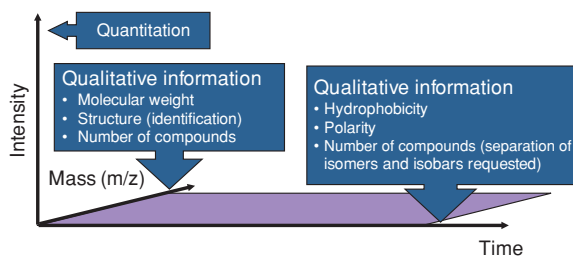 Quantitation
Intensity
Qualitative information
• Molecular weight
• Structure (identification)
• Number of compounds
Qualitative information
• Hydrophobicity
• Polarity
• Number of compounds (separation of
isomers and isobars requested)
Mass (m/z)
Time